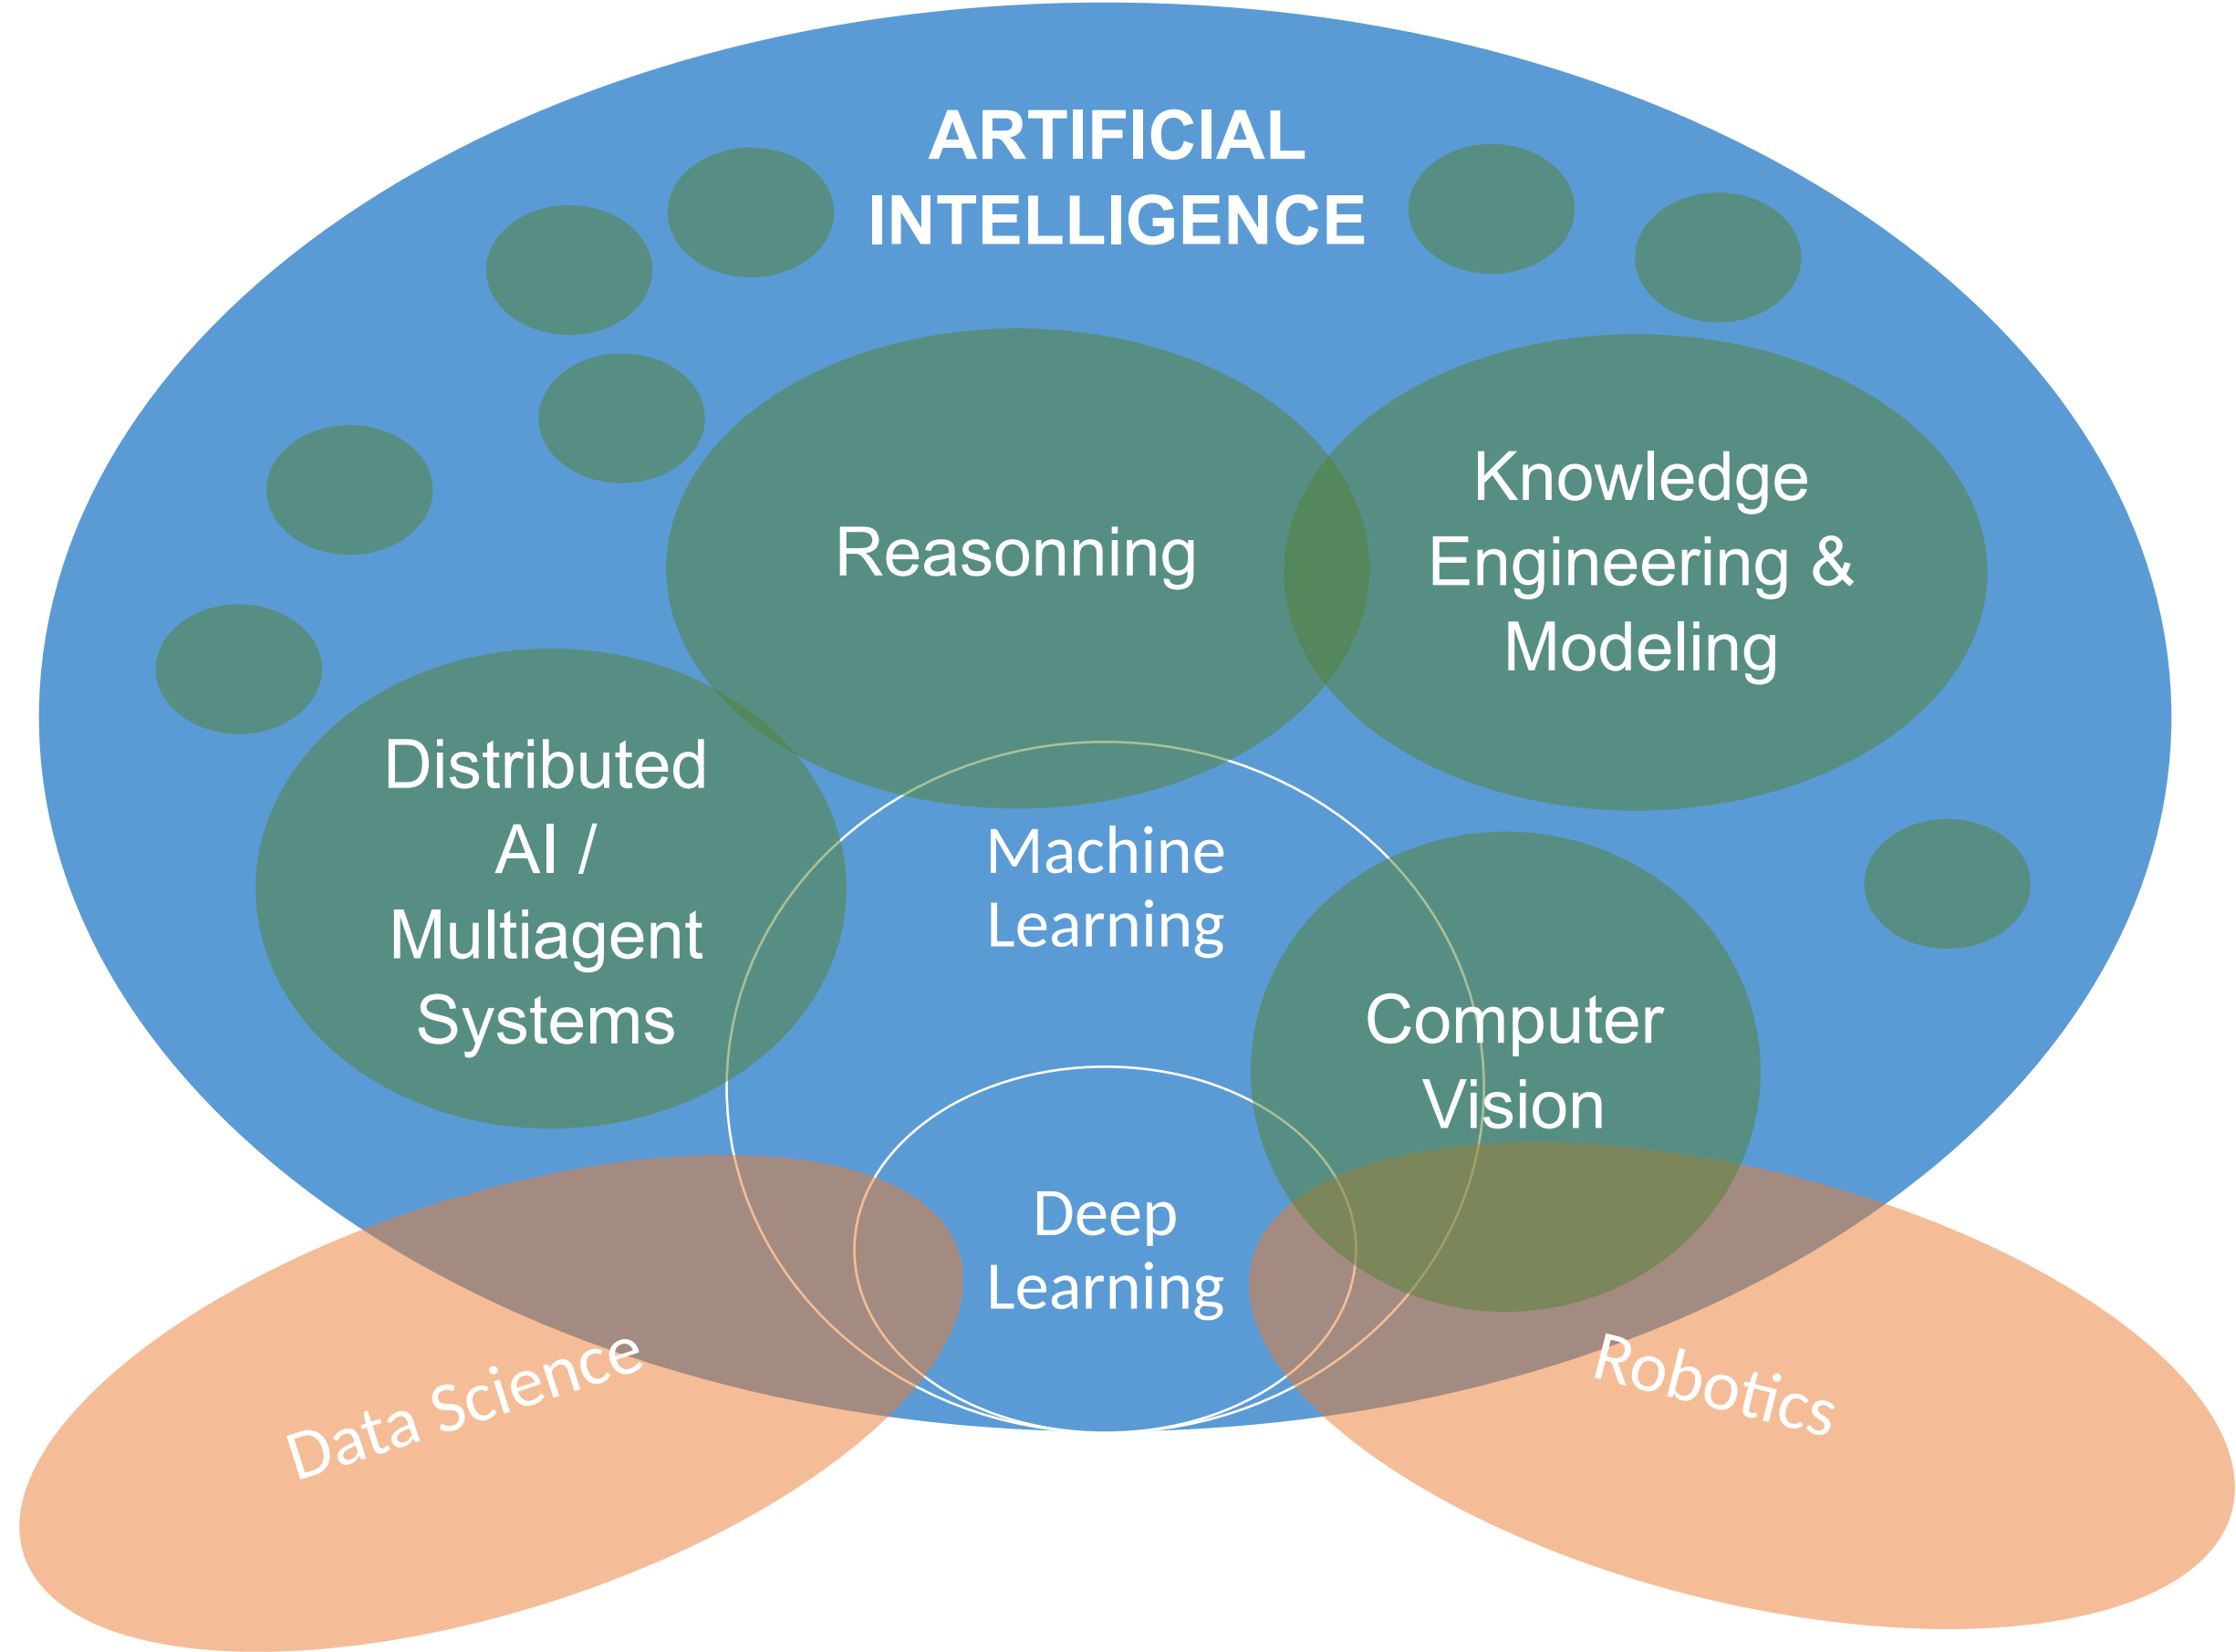 ARTIFICIAL
INTELLIGENCE
Reasonning
Knowledge
Engineering &
Modeling
Distributed
AI /
Multiagent
Systems
Machine
Learning
Computer
Vision
Deep
Learning
Data Science
Robotics